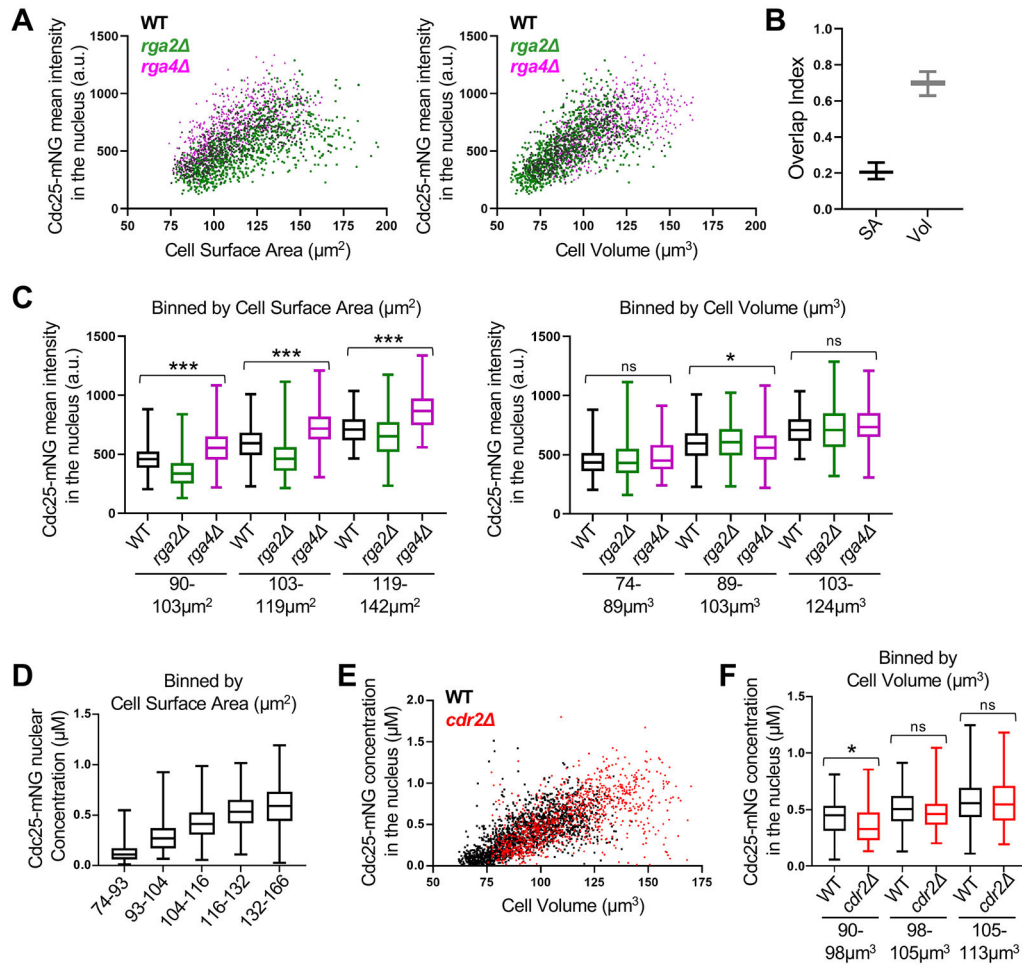 A
Cdc25-mNG mean intensity
in the nucleus (a.u.)
WT
rga2Δ
rga4Δ
1500
1000
500
0
25
50
75
100
125
150
175
200
Cell Surface Area (µm²)
Cdc25-mNG mean intensity
in the nucleus (a.u.)
WT
rga2Δ
rga4Δ
1500
1000
500
0
25
50
75
100
125
150
175
200
Cell Volume (µm³)
B
Overlap Index
1.0
0.8
0.6
0.4
0.2
0.0
SA
Vol
C
Binned by Cell Surface Area (µm²)
Cdc25-mNG mean intensity
in the nucleus (a.u.)
1500
1000
500
0
***
***
***
WT
rga2Δ
rga4Δ
WT
rga2Δ
rga4Δ
WT
rga2Δ
rga4Δ
90-
103µm²
103-
119µm²
119-
142µm²
Binned by Cell Volume (µm³)
Cdc25-mNG mean intensity
in the nucleus (a.u.)
1500
1000
500
0
ns
*
ns
WT
rga2Δ
rga4Δ
WT
rga2Δ
rga4Δ
WT
rga2Δ
rga4Δ
74-
89µm³
89-
103µm³
103-
124µm³
D
Binned by
Cell Surface Area (µm²)
Cdc25-mNG nuclear
Concentration (µM)
1.5
1.0
0.5
0.0
74-93
93-104
104-116
116-132
132-166
E
Cdc25-mNG concentration
in the nucleus (µM)
WT
cdr2Δ
2.0
1.5
1.0
0.5
0.0
50
75
100
125
150
175
Cell Volume (µm³)
F
Binned by
Cell Volume (µm³)
Cdc25-mNG concentration
in the nucleus (µM)
1.5
1.0
0.5
0.0
*
ns
ns
WT
cdr2Δ
WT
cdr2Δ
WT
cdr2Δ
90-
98µm³
98-
105µm³
105-
113µm³